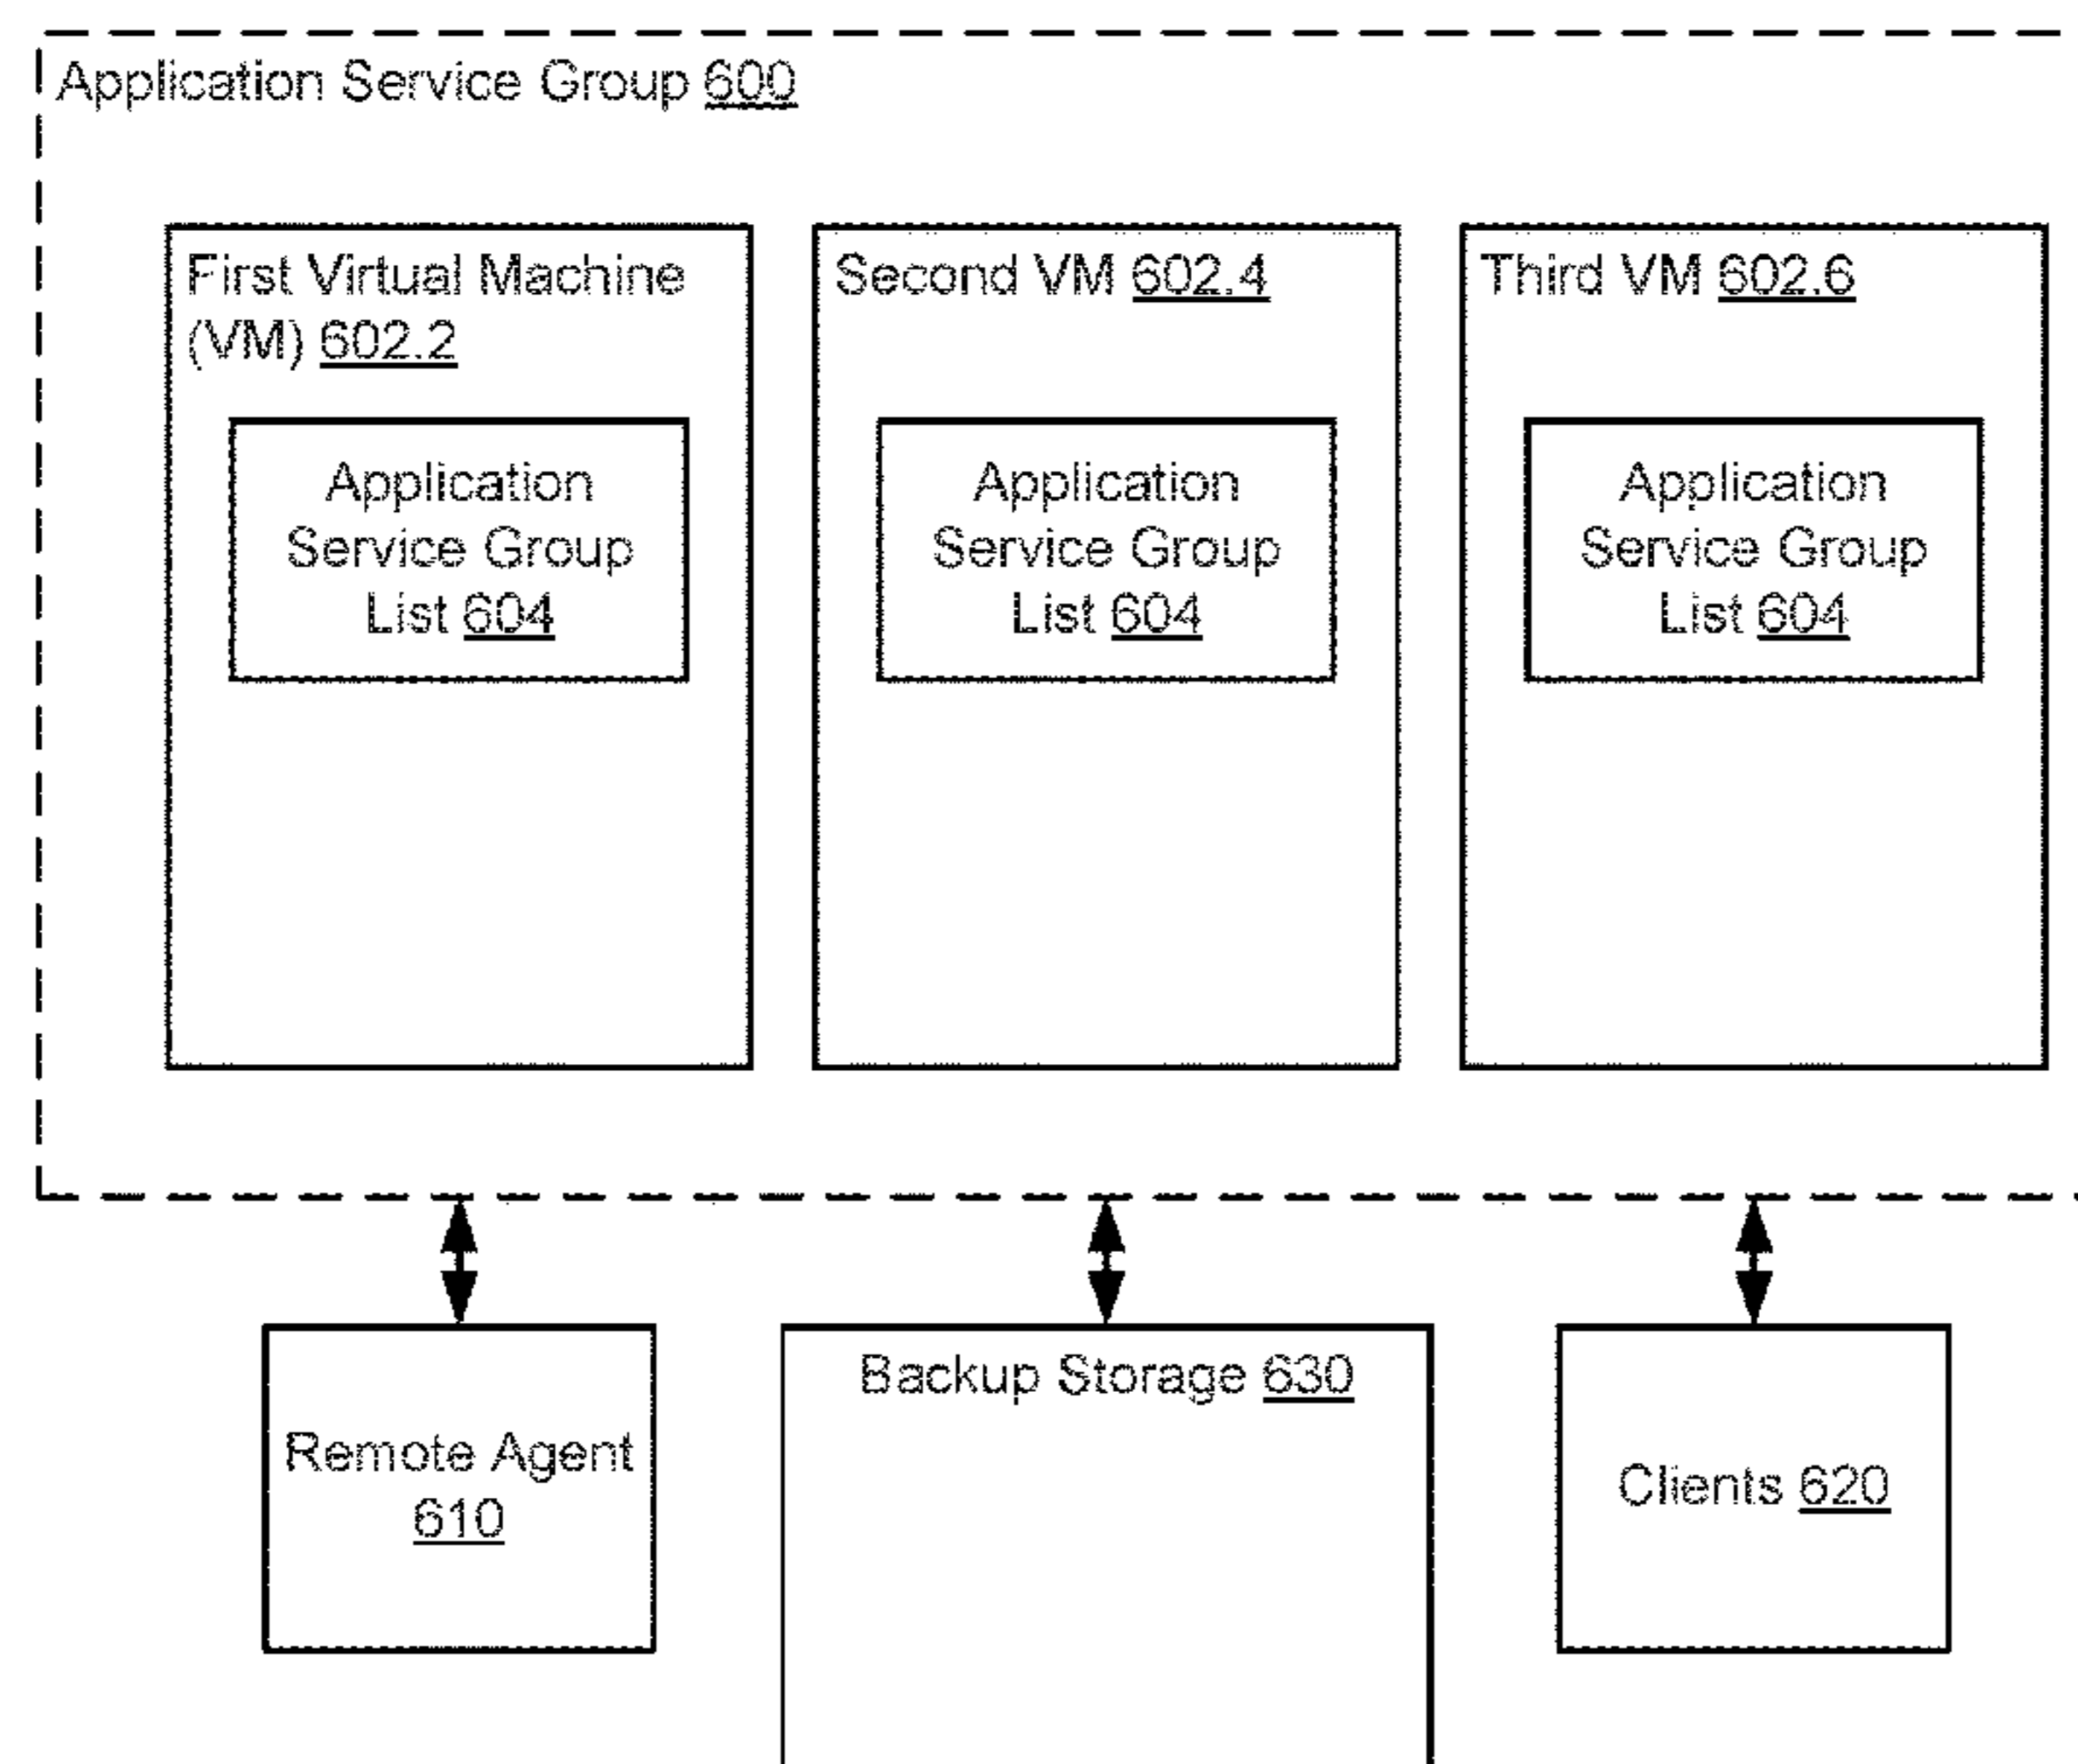 Application Service Group 600
First Virtual Machine
(VM) 602.2
Application
Service Group
List 604
Second VM 602.4
Application
Service Group
List 604
Third VM 602.6
Application
Service Group
List 604
Remote Agent
610
Backup Storage 630
Clients 620